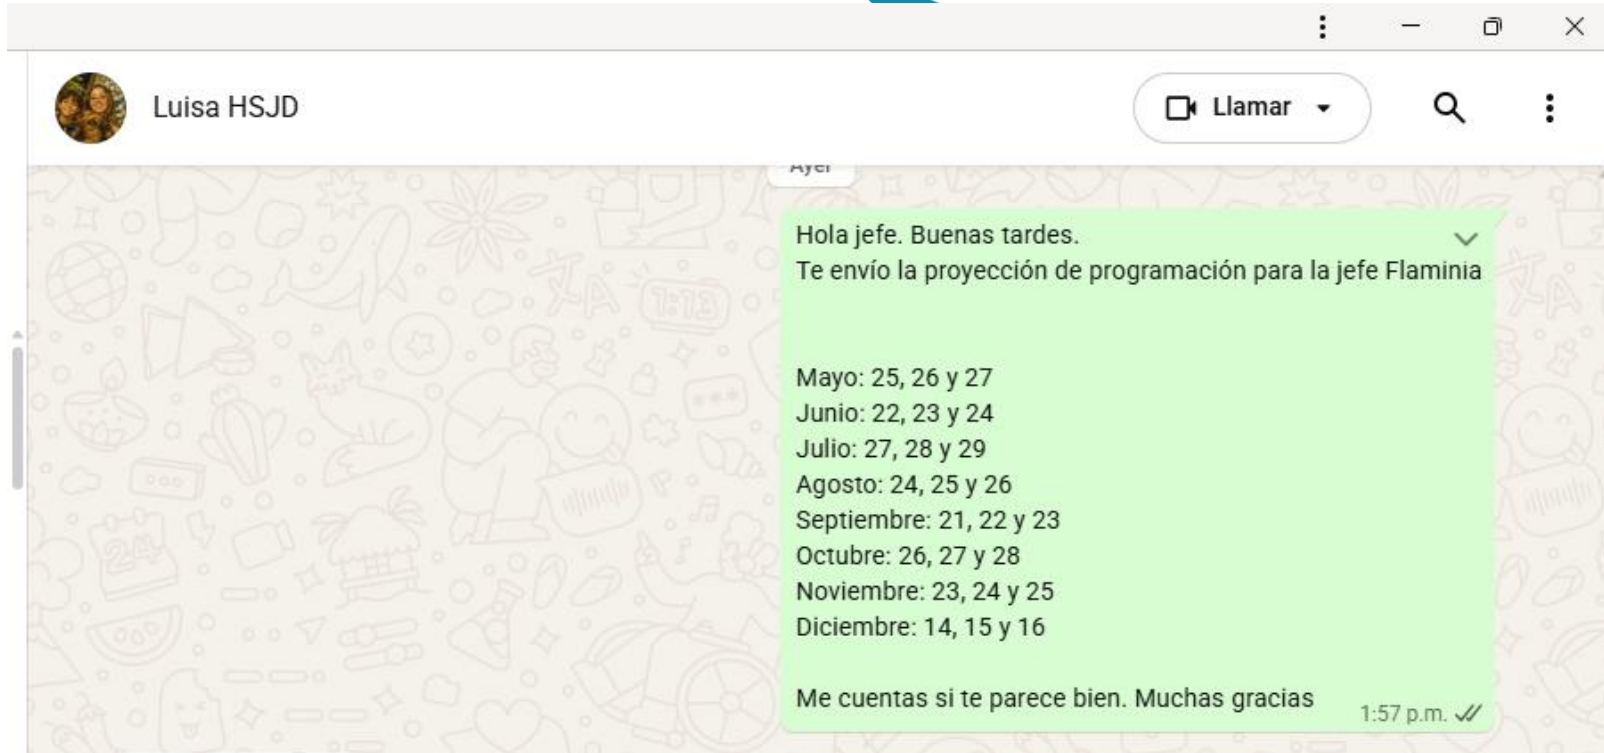 Luisa HSJD
Llamar
Ayer
Hola jefe. Buenas tardes.
Te envío la proyección de programación para la jefe Flaminia
Mayo: 25, 26 y 27
Junio: 22, 23 y 24
Julio: 27, 28 y 29
Agosto: 24, 25 y 26
Septiembre: 21, 22 y 23
Octubre: 26, 27 y 28
Noviembre: 23, 24 y 25
Diciembre: 14, 15 y 16
Me cuentas si te parece bien. Muchas gracias
1:57 p.m.